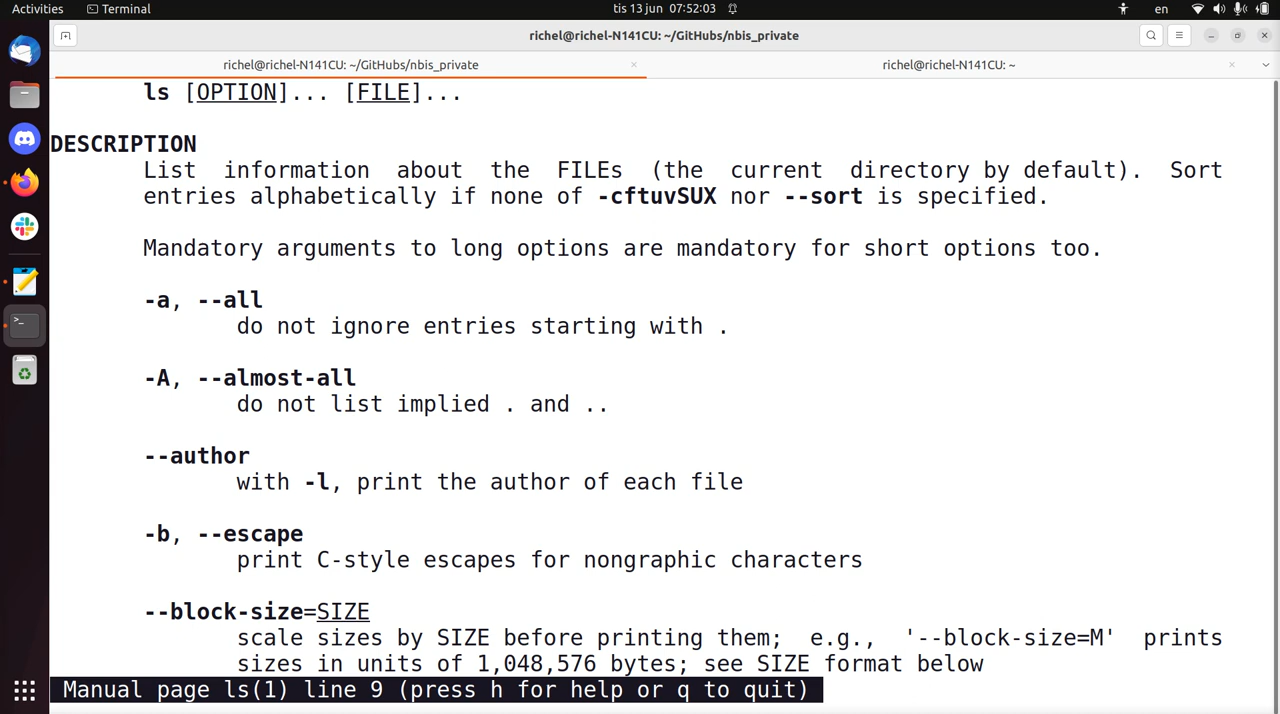 Activities
Terminal
tis 13 jun 07:52:03
en
richel@richel-N141CU: ~/GitHubs/nbis_private
richel@richel-N141CU: ~/GitHubs/nbis_private
richel@richel-N141CU: ~
ls [OPTION]... [FILE]...
DESCRIPTION
List information about the FILEs (the current directory by default). Sort
entries alphabetically if none of -cftuvSUX nor --sort is specified.
Mandatory arguments to long options are mandatory for short options too.
-a, --all
do not ignore entries starting with .
-A, --almost-all
do not list implied . and ..
--author
with -l, print the author of each file
-b, --escape
print C-style escapes for nongraphic characters
--block-size=SIZE
scale sizes by SIZE before printing them; e.g., '--block-size=M' prints
sizes in units of 1,048,576 bytes; see SIZE format below
Manual page ls(1) line 9 (press h for help or q to quit)